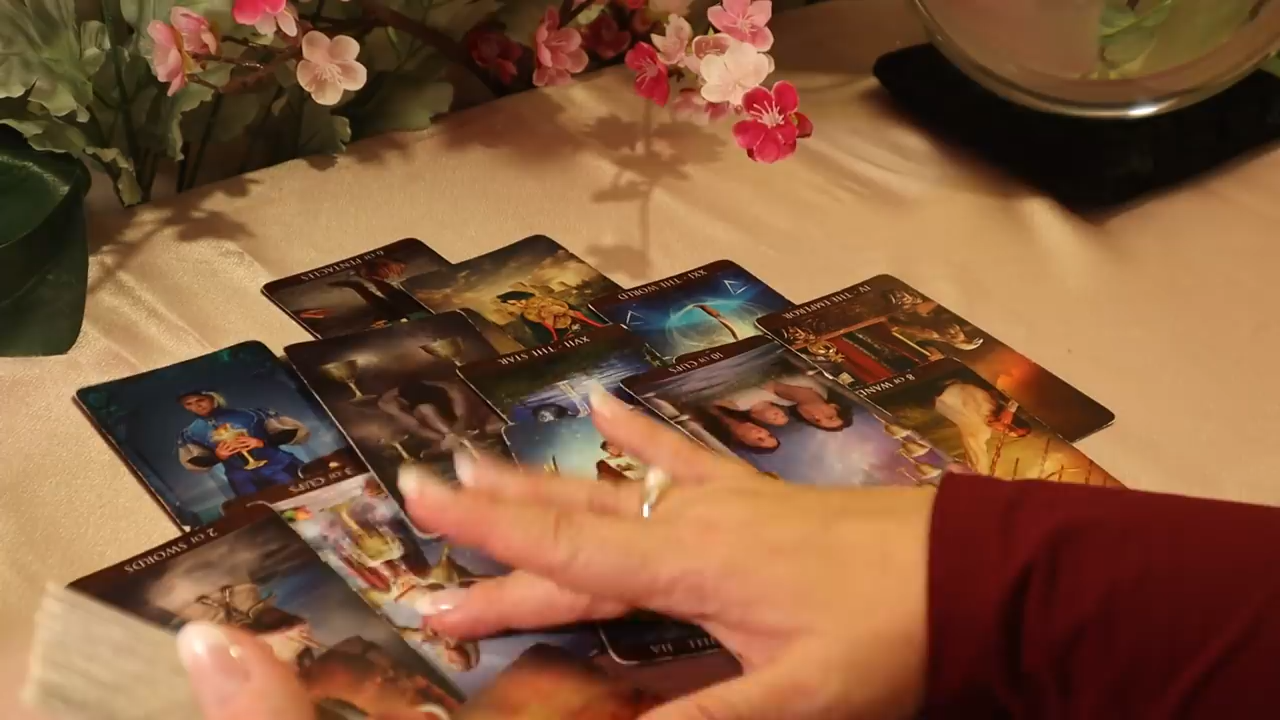 6 OF PENTACLES
XXI · THE WORLD
IV · THE EMPEROR
XVII · THE STAR
10 OF CUPS
8 OF WAND
OF CUPS
2 OF SWORDS